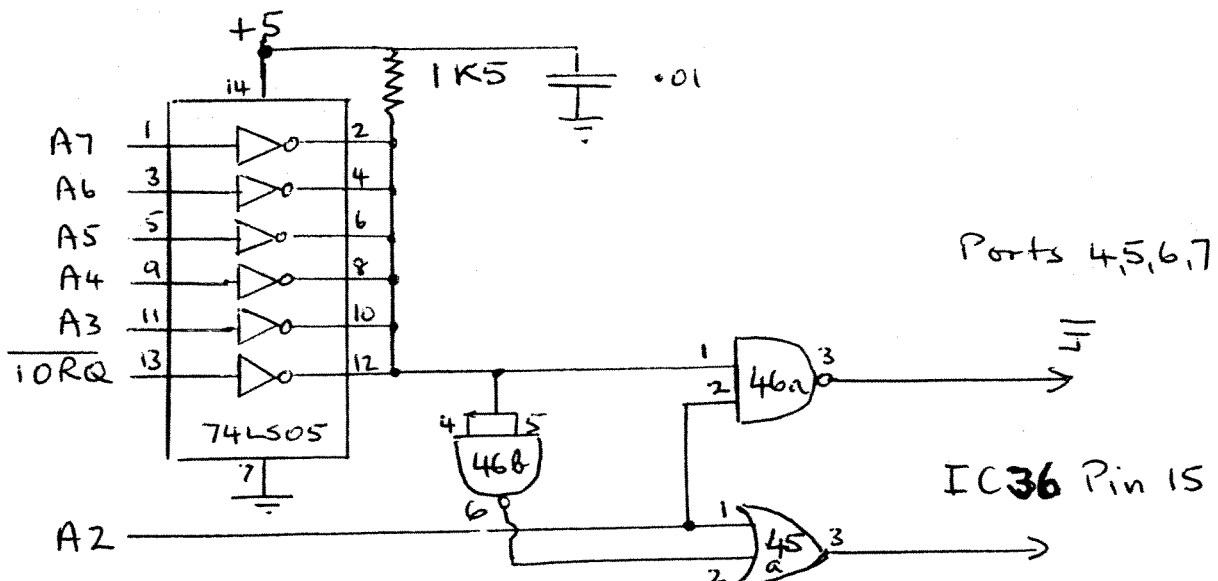 +5
14
1K5
.01
A7 1 2
A6 3 4
A5 5 6
A4 9 8
A3 11 10
IORQ 13 12
74LS05
7
Ports 4,5,6,7
1
2
46a
3
4 5
46b
6
IC36 Pin 15
A2
1
2
45
a
3